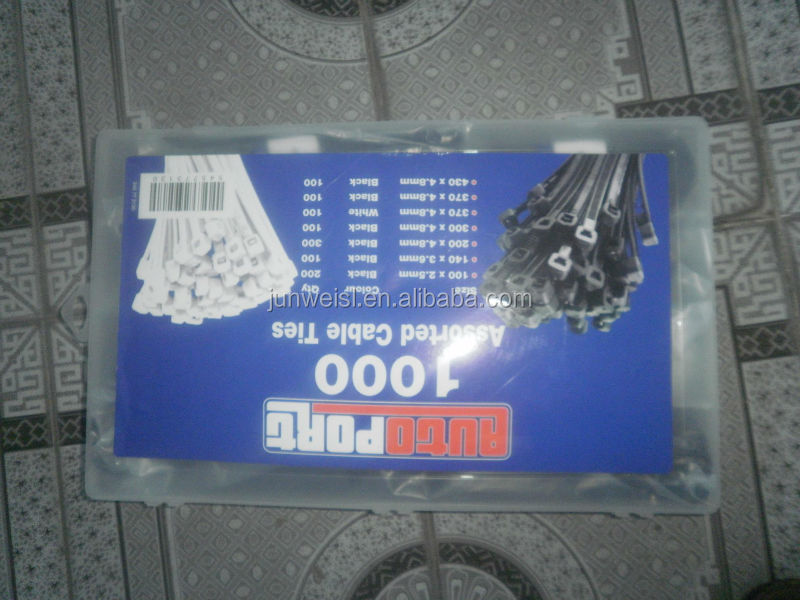 AUTOPORT
1000
Assorted Cable Ties
Size Colour Qty
100 x 2.5mm Black 200
140 x 3.6mm Black 100
200 x 4.8mm Black 300
300 x 4.8mm Black 100
370 x 4.8mm White 100
370 x 4.8mm Black 100
430 x 4.8mm Black 100
junweisl.en.alibaba.com